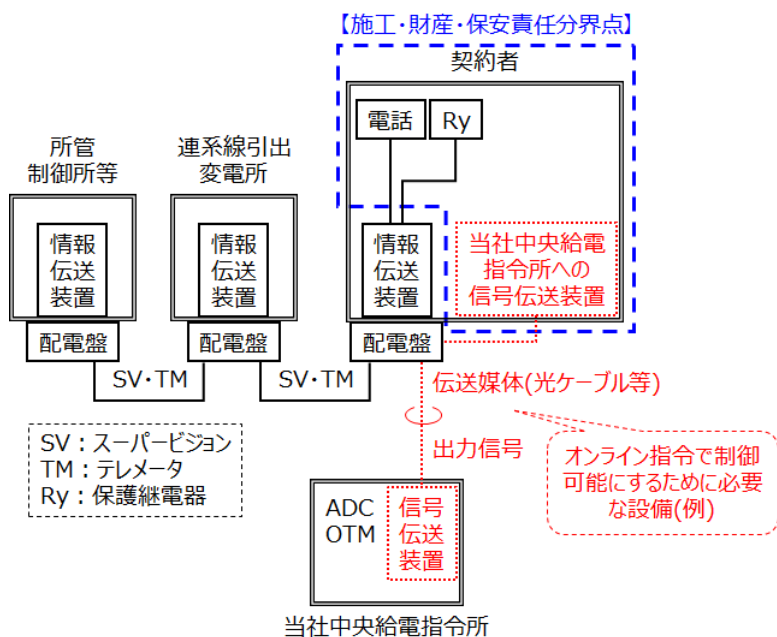 【施工・財産・保安責任分界点】
契約者
電話
Ry
所管
制御所等
連系線引出
変電所
情報
伝送
装置
情報
伝送
装置
情報
伝送
装置
当社中央給電
指令所への
信号伝送装置
配電盤
配電盤
配電盤
SV・TM
SV・TM
伝送媒体(光ケーブル等)
出力信号
SV：スーパービジョン
TM：テレメータ
Ry：保護継電器
オンライン指令で制御
可能にするために必要
な設備(例)
ADC
OTM
信号
伝送
装置
当社中央給電指令所